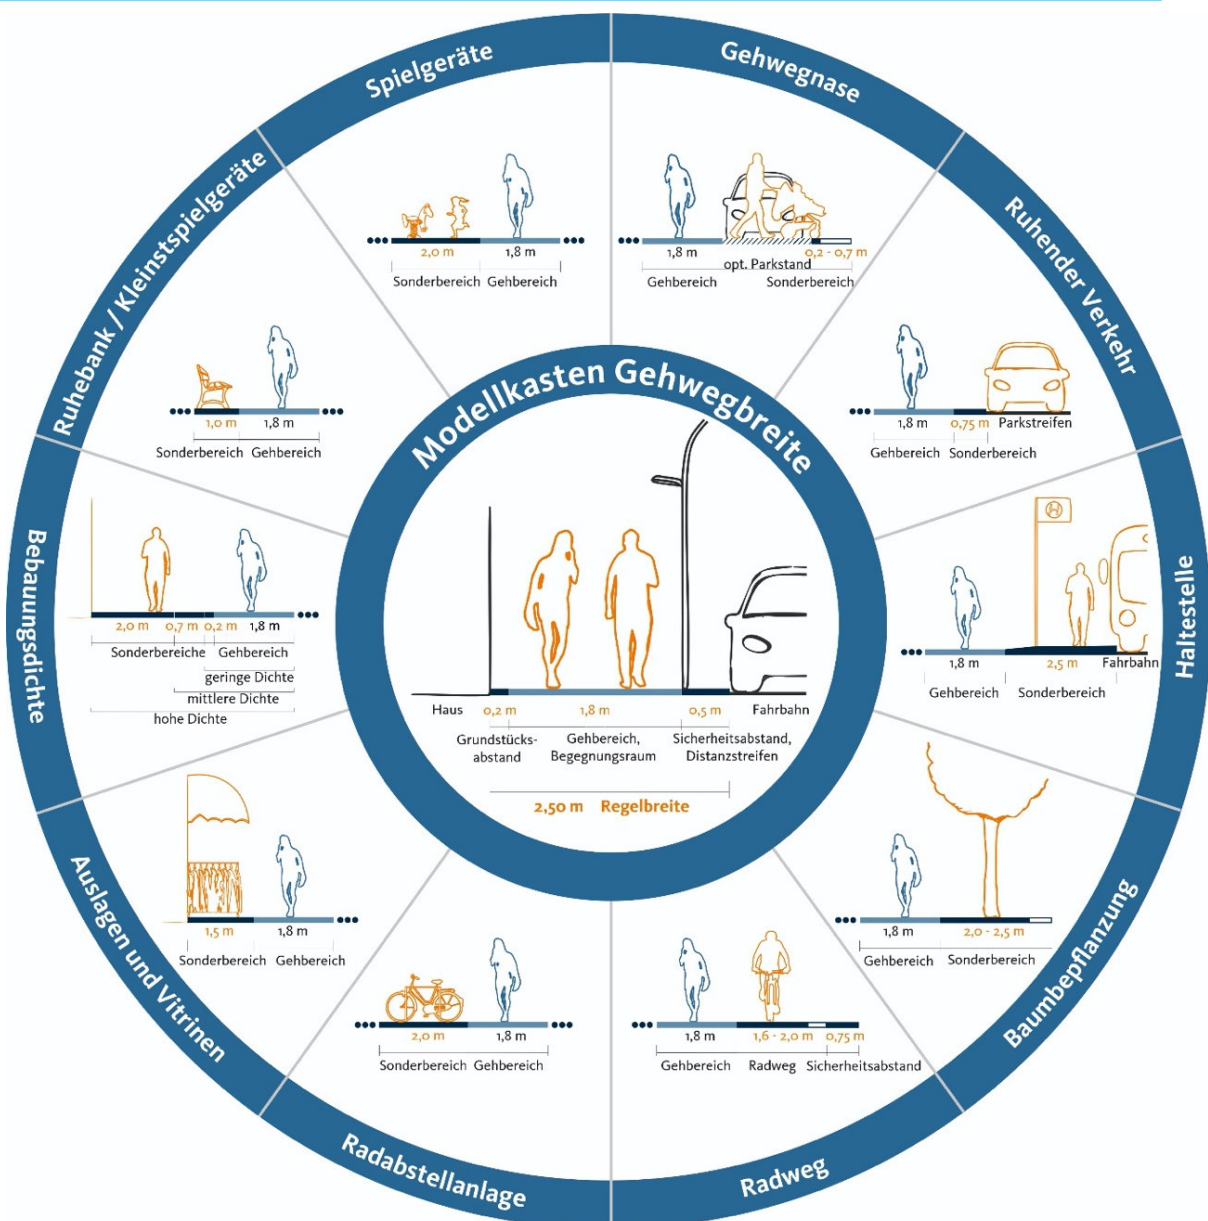 Spielgeräte
2,0 m 1,8 m
Sonderbereich Gehbereich
Gehwegnase
1,8 m 0,2 - 0,7 m
opt. Parkstand
Gehbereich Sonderbereich
Ruhender Verkehr
1,8 m 0,75 m Parkstreifen
Gehbereich Sonderbereich
Haltestelle
H
1,8 m 2,5 m Fahrbahn
Gehbereich Sonderbereich
Baumbepflanzung
1,8 m 2,0 - 2,5 m
Gehbereich Sonderbereich
Radweg
1,8 m 1,6 - 2,0 m 0,75 m
Gehbereich Radweg Sicherheitsabstand
Radabstellanlage
2,0 m 1,8 m
Sonderbereich Gehbereich
Auslagen und Vitrinen
1,5 m 1,8 m
Sonderbereich Gehbereich
Bebauungsdichte
2,0 m 0,7 m 0,2 m 1,8 m
Sonderbereiche Gehbereich
geringe Dichte
mittlere Dichte
hohe Dichte
Ruhebank / Kleinstspielgeräte
1,0 m 1,8 m
Sonderbereich Gehbereich
Modellkasten Gehwegbreite
Haus 0,2 m 1,8 m 0,5 m Fahrbahn
Grundstücks- Gehbereich, Sicherheitsabstand,
abstand Begegnungsraum Distanzstreifen
2,50 m Regelbreite